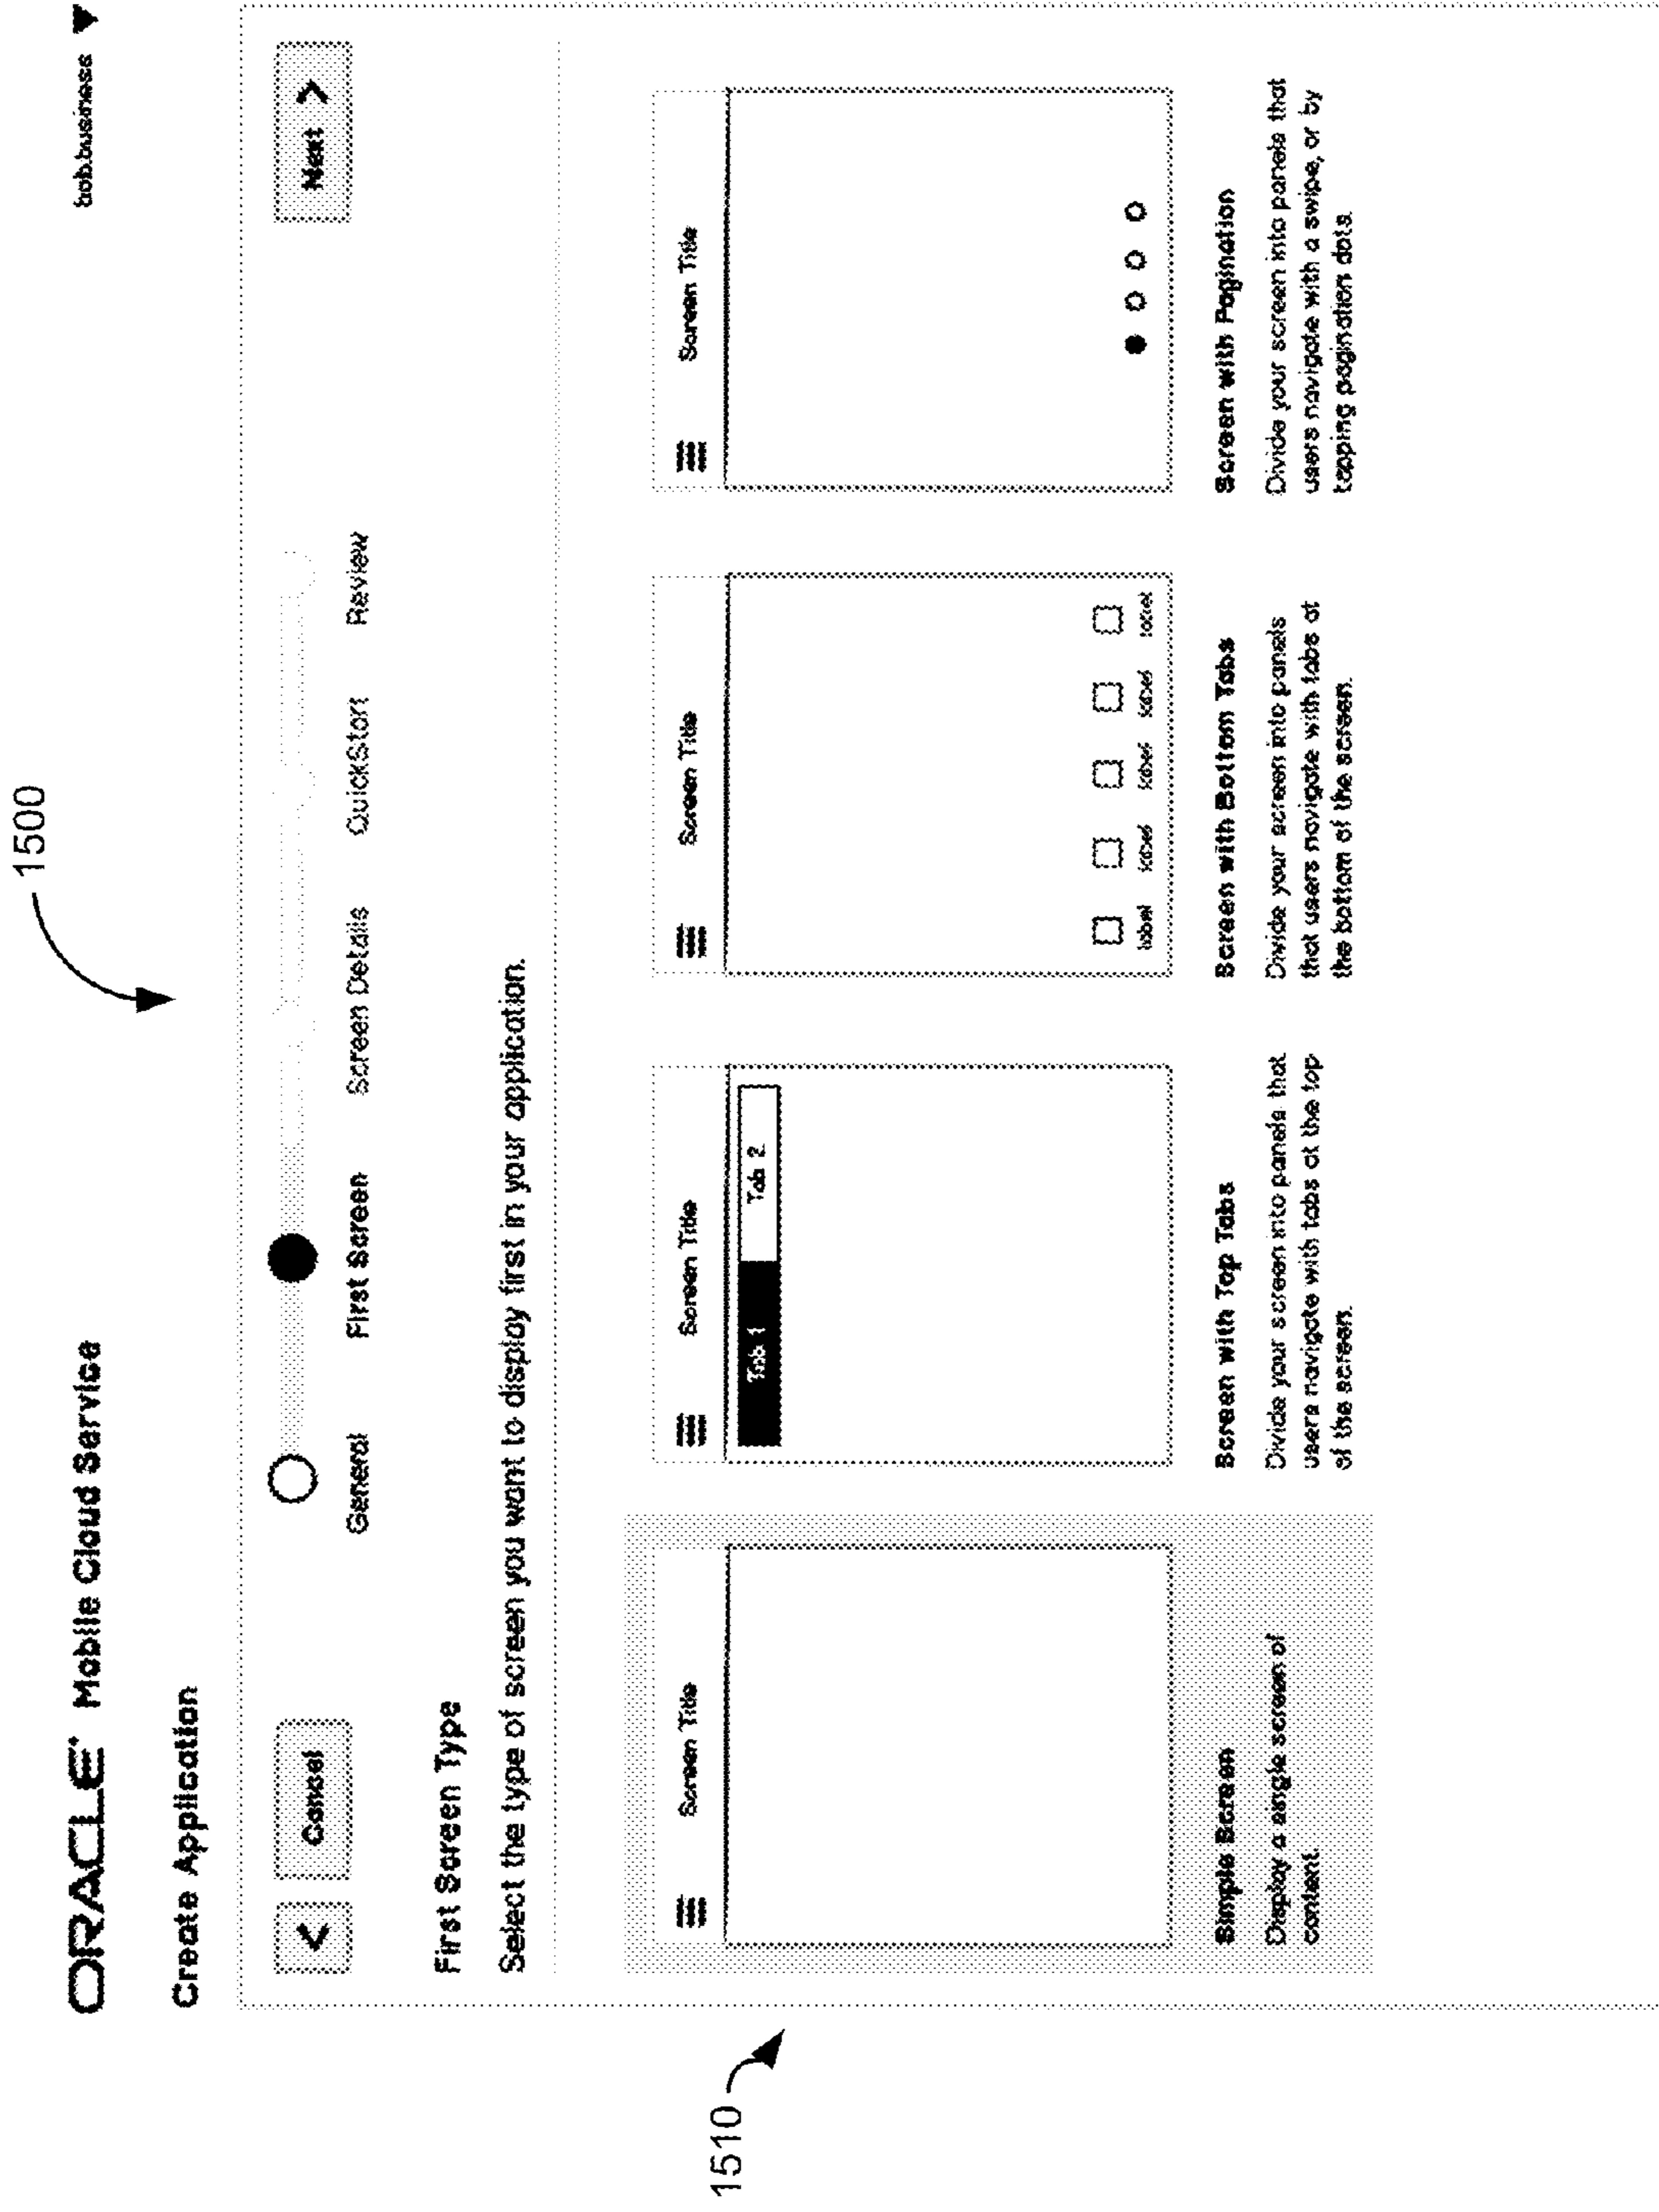 1500
ORACLE Mobile Cloud Service
bob.business
Create Application
Cancel
Next
General
First Screen
Screen Details
QuickStart
Review
First Screen Type
Select the type of screen you want to display first in your application.
1510
Screen Title
Simple Screen
Display a single screen of
content.
Screen Title
Tab 1
Tab 2
Screen with Top Tabs
Divide your screen into panels that
users navigate with tabs at the top
of the screen.
Screen Title
label label label label label
Screen with Bottom Tabs
Divide your screen into panels
that users navigate with tabs at
the bottom of the screen.
Screen Title
Screen with Pagination
Divide your screen into panels that
users navigate with a swipe, or by
tapping pagination dots.